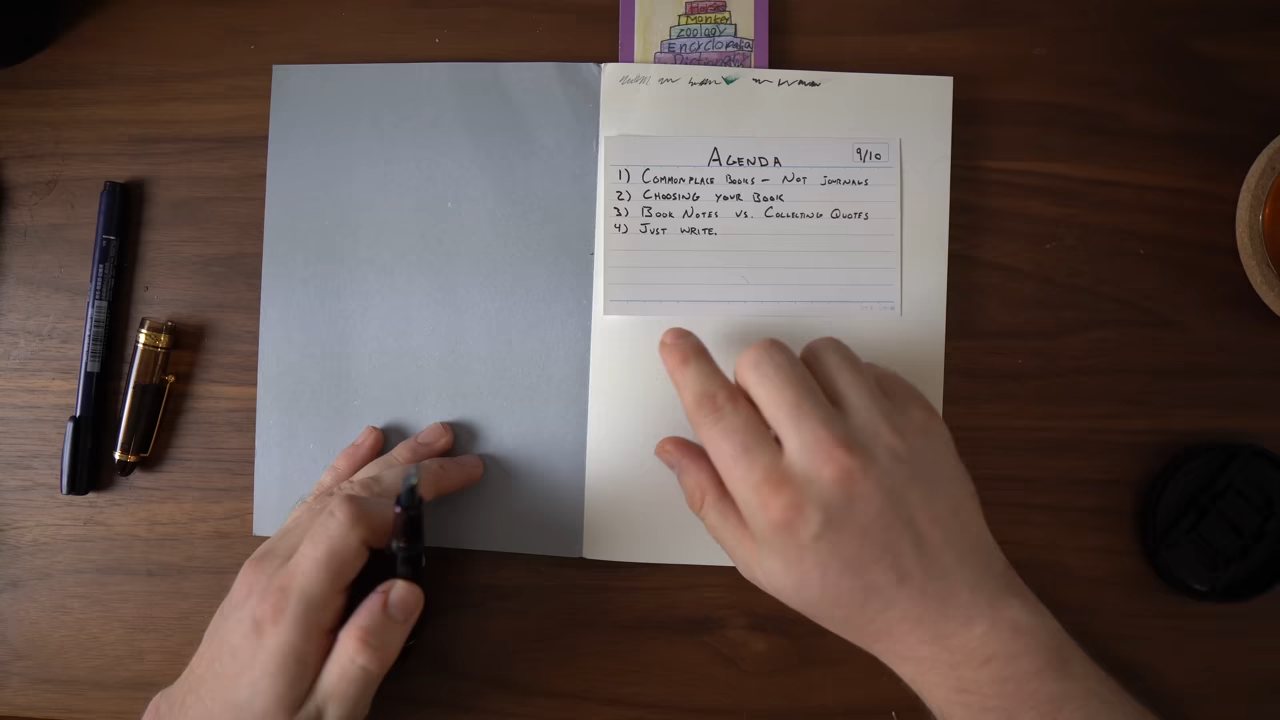 Monkey
Zoology
Encyclopedia
Dictionary
AGENDA
9/10
1) COMMONPLACE BOOKS – NOT JOURNALS
2) CHOOSING YOUR BOOK
3) BOOK NOTES VS. COLLECTING QUOTES
4) JUST WRITE.